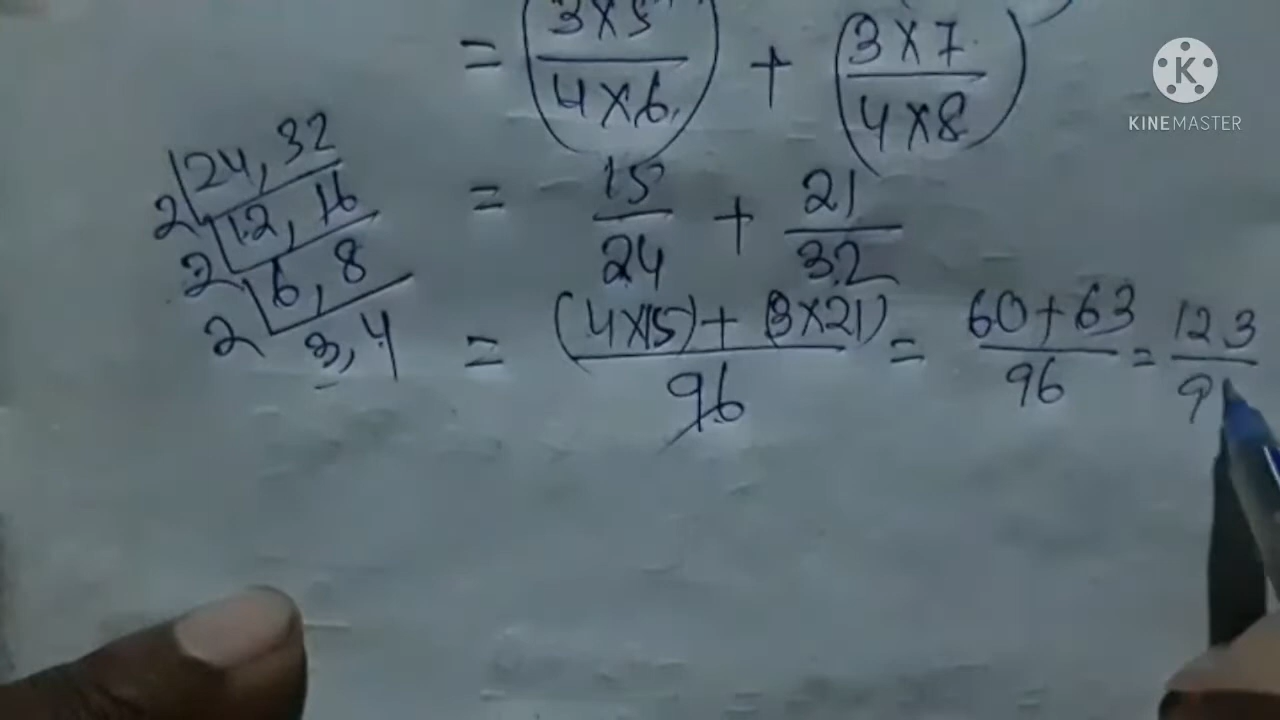 = (3×5/4×6) + (3×7/4×8)
K
KINEMASTER
2 | 24, 32
2 | 12, 16
2 | 6, 8
3, 4
= 15/24 + 21/32
= (4×15) + (3×21)/96 = 60+63/96 = 123/9